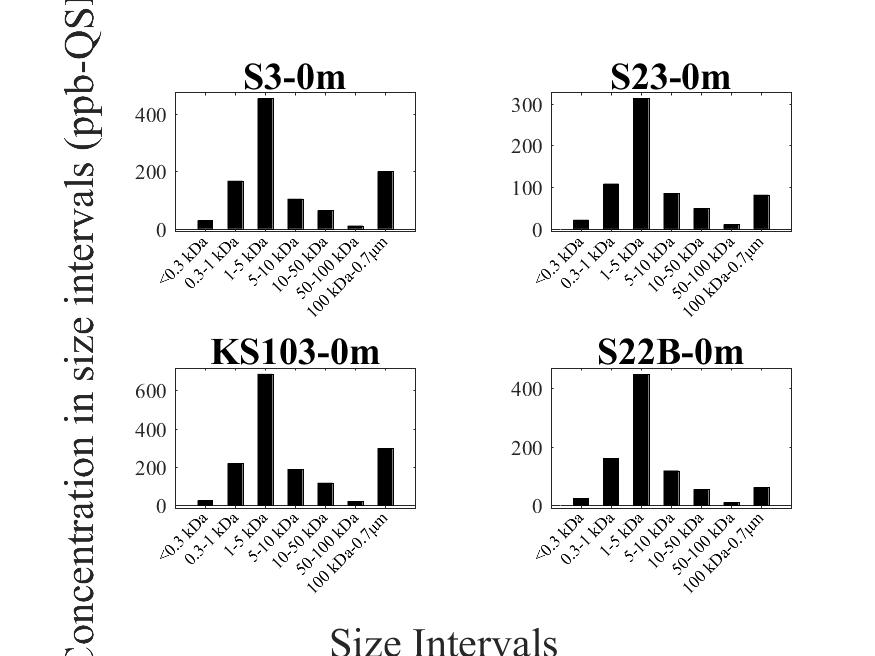 Concentration in size intervals (ppb-QS
S3-0m
400
200
0
<0.3 kDa
0.3-1 kDa
1-5 kDa
5-10 kDa
10-50 kDa
50-100 kDa
100 kDa-0.7µm
S23-0m
300
200
100
0
<0.3 kDa
0.3-1 kDa
1-5 kDa
5-10 kDa
10-50 kDa
50-100 kDa
100 kDa-0.7µm
KS103-0m
600
400
200
0
<0.3 kDa
0.3-1 kDa
1-5 kDa
5-10 kDa
10-50 kDa
50-100 kDa
100 kDa-0.7µm
S22B-0m
400
200
0
<0.3 kDa
0.3-1 kDa
1-5 kDa
5-10 kDa
10-50 kDa
50-100 kDa
100 kDa-0.7µm
Size Intervals